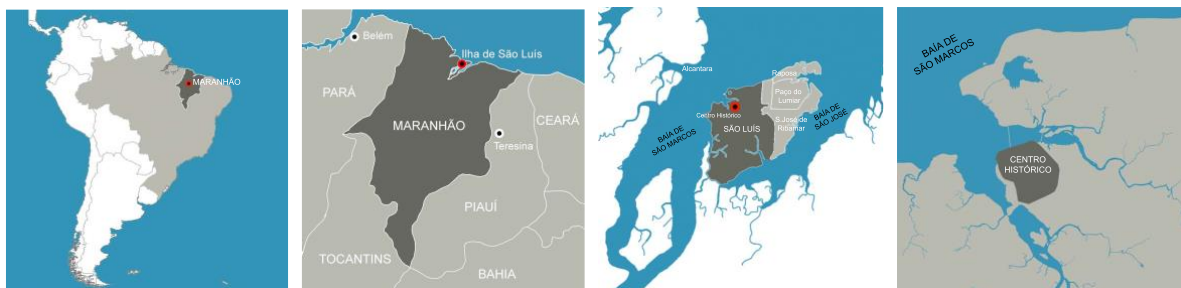 MARANHÃO
Belém
Ilha de São Luís
PARÁ
MARANHÃO
CEARÁ
Teresina
PIAUÍ
TOCANTINS
BAHIA
Alcantara
Raposa
Paço do
Lumiar
Centro Histórico
SÃO LUÍS
S.José de
Ribamar
BAÍA DE
SÃO JOSÉ
BAÍA DE
SÃO MARCOS
BAÍA DE
SÃO MARCOS
CENTRO
HISTÓRICO